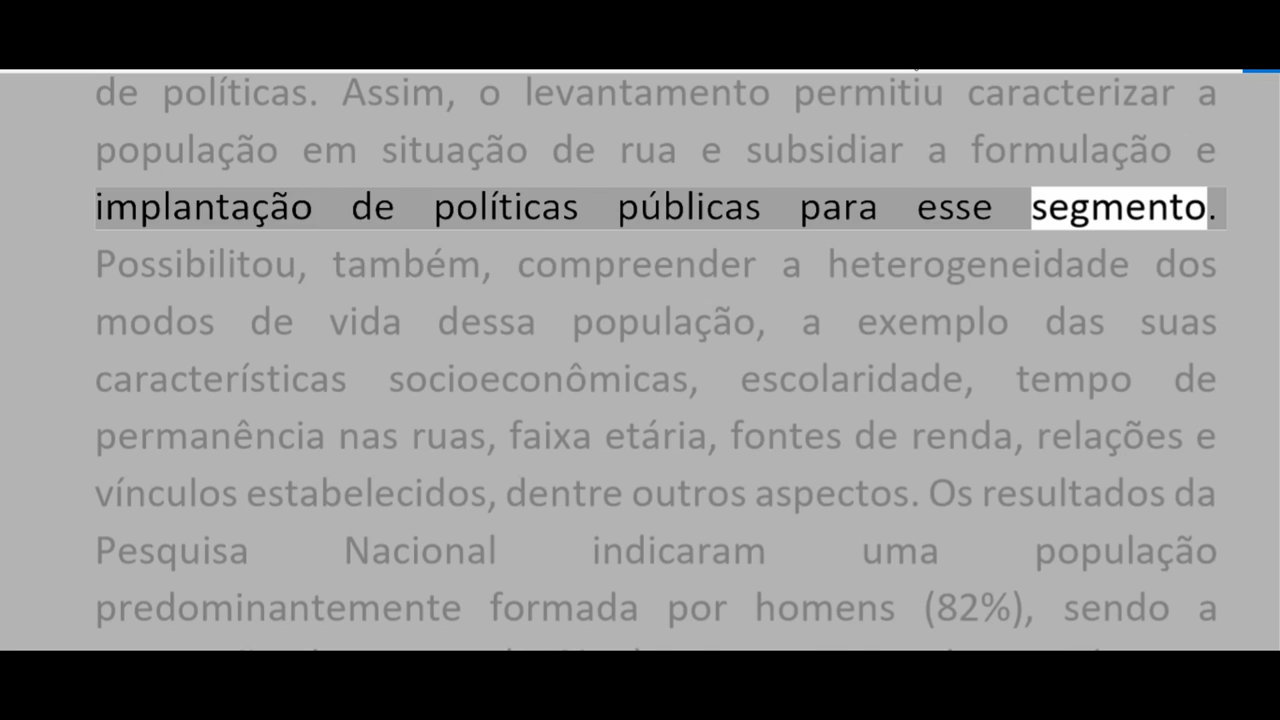 de políticas. Assim, o levantamento permitiu caracterizar a
população em situação de rua e subsidiar a formulação e
implantação de políticas públicas para esse segmento.
Possibilitou, também, compreender a heterogeneidade dos
modos de vida dessa população, a exemplo das suas
características socioeconômicas, escolaridade, tempo de
permanência nas ruas, faixa etária, fontes de renda, relações e
vínculos estabelecidos, dentre outros aspectos. Os resultados da
Pesquisa Nacional indicaram uma população
predominantemente formada por homens (82%), sendo a